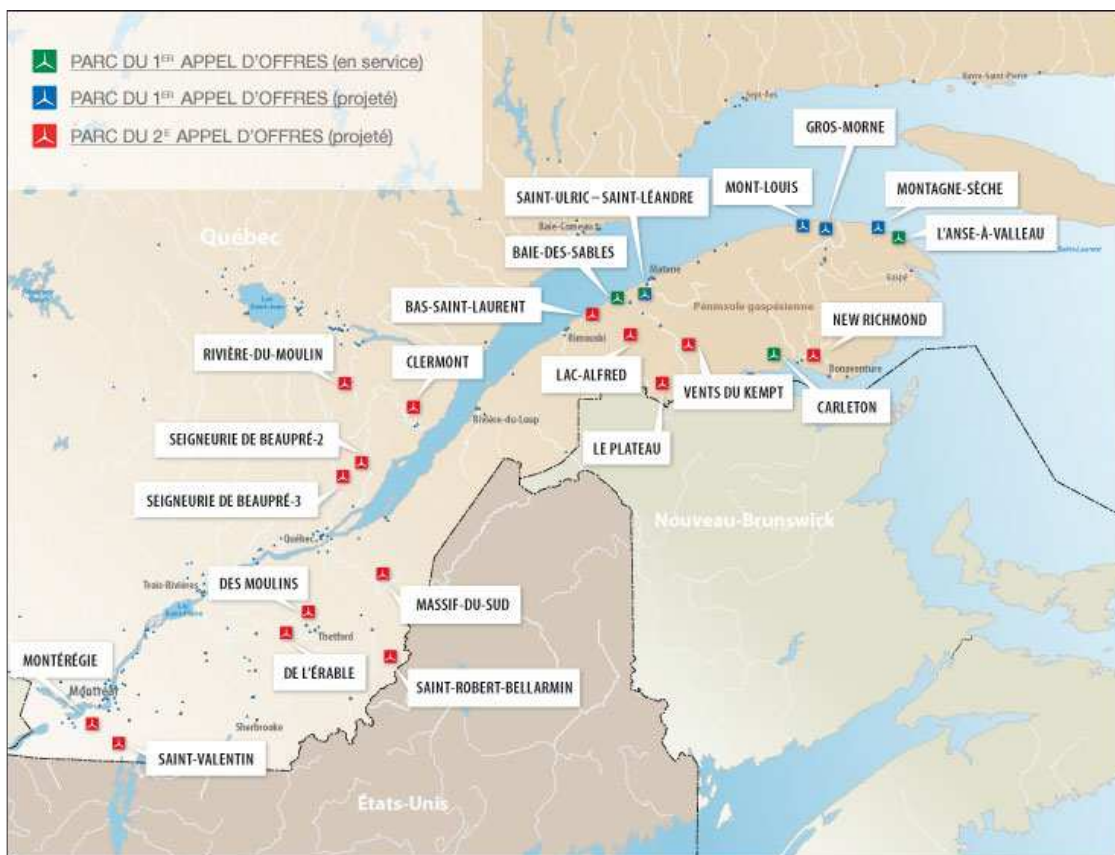 PARC DU 1ER APPEL D'OFFRES (en service)
PARC DU 1ER APPEL D'OFFRES (projeté)
PARC DU 2E APPEL D'OFFRES (projeté)
Sept-Îles
GROS-MORNE
MONT-LOUIS
MONTAGNE-SÈCHE
SAINT-ULRIC – SAINT-LÉANDRE
L'ANSE-À-VALLEAU
Québec
Baie-Comeau
BAIE-DES-SABLES
Matane
Gaspé
BAS-SAINT-LAURENT
Péninsule gaspésienne
NEW RICHMOND
Rimouski
RIVIÈRE-DU-MOULIN
CLERMONT
LAC-ALFRED
VENTS DU KEMPT
Bonaventure
CARLETON
Rivière-du-Loup
LE PLATEAU
SEIGNEURIE DE BEAUPRÉ-2
SEIGNEURIE DE BEAUPRÉ-3
Nouveau-Brunswick
Québec
Trois-Rivières
DES MOULINS
MASSIF-DU-SUD
Thetford
MONTÉRÉGIE
DE L'ÉRABLE
SAINT-ROBERT-BELLARMIN
Montréal
Sherbrooke
SAINT-VALENTIN
États-Unis